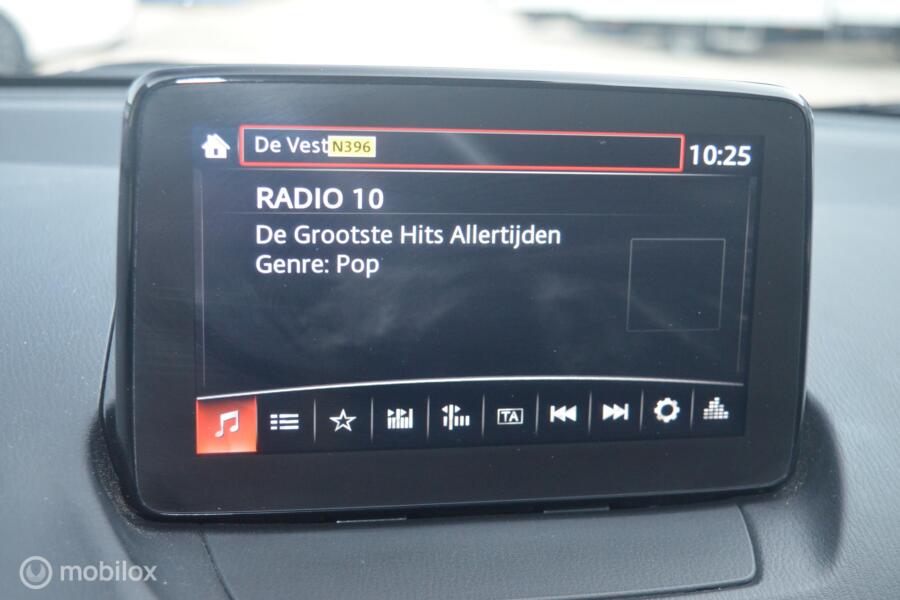 De Vest N396
10:25
RADIO 10
De Grootste Hits Allertijden
Genre: Pop
TA
mobilox